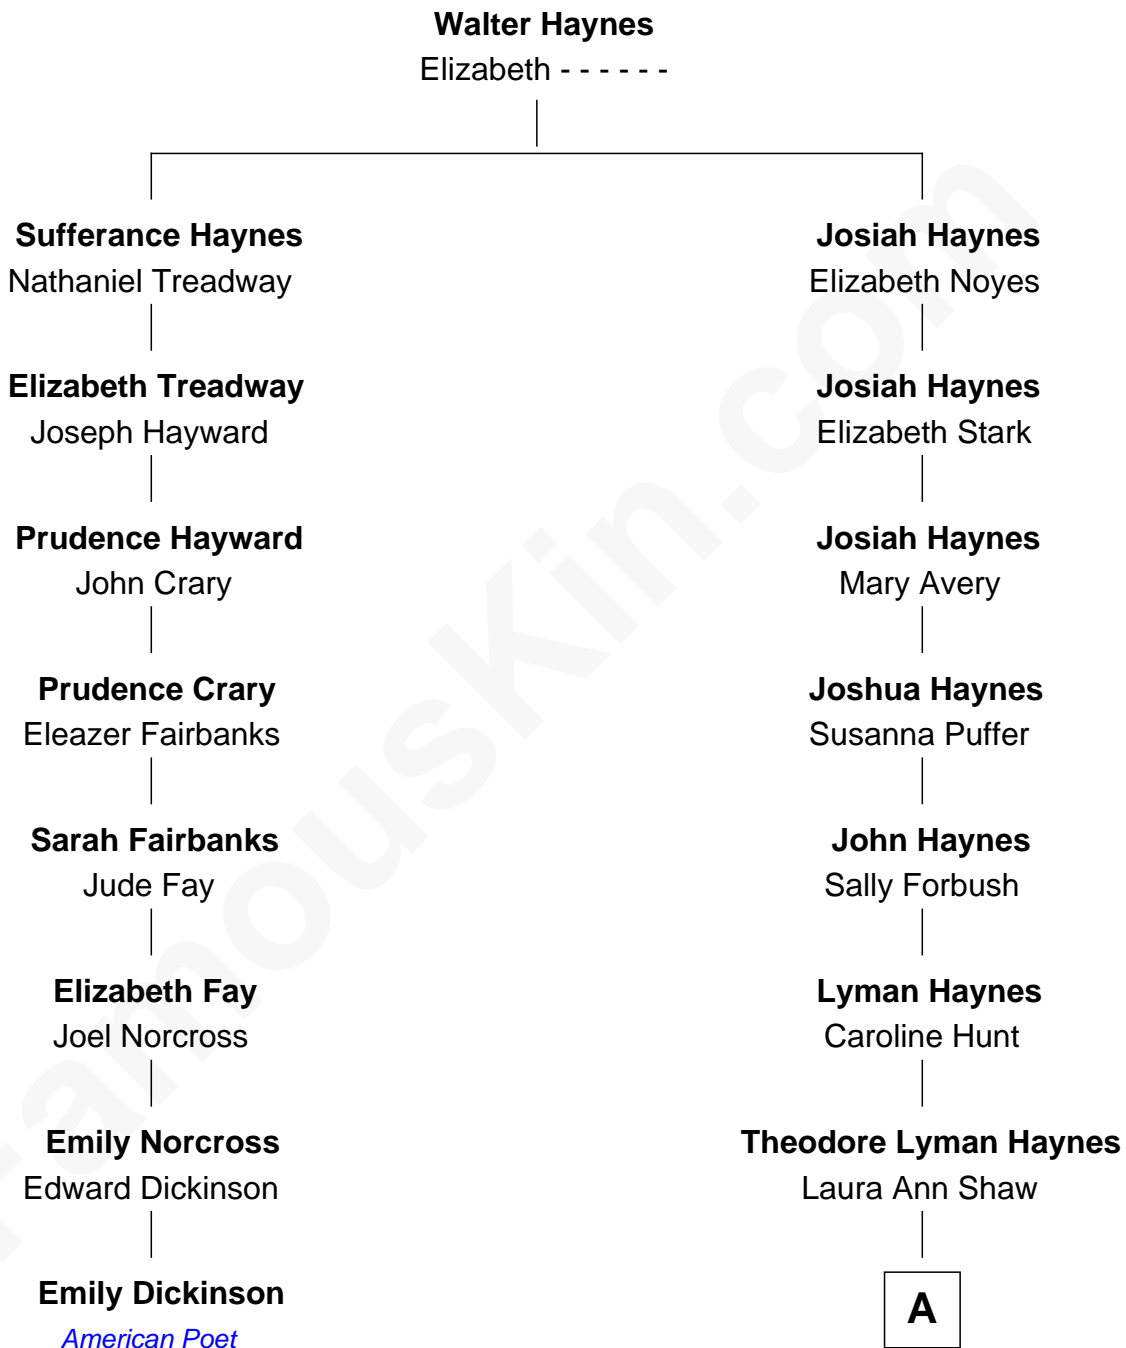 Walter Haynes
Elizabeth - - - - - -
Sufferance Haynes
Nathaniel Treadway
Josiah Haynes
Elizabeth Noyes
Elizabeth Treadway
Joseph Hayward
Josiah Haynes
Elizabeth Stark
Prudence Hayward
John Crary
Josiah Haynes
Mary Avery
Prudence Crary
Eleazer Fairbanks
Joshua Haynes
Susanna Puffer
Sarah Fairbanks
Jude Fay
John Haynes
Sally Forbush
Elizabeth Fay
Joel Norcross
Lyman Haynes
Caroline Hunt
Emily Norcross
Edward Dickinson
Theodore Lyman Haynes
Laura Ann Shaw
Emily Dickinson
American Poet
A
FamousKin.com